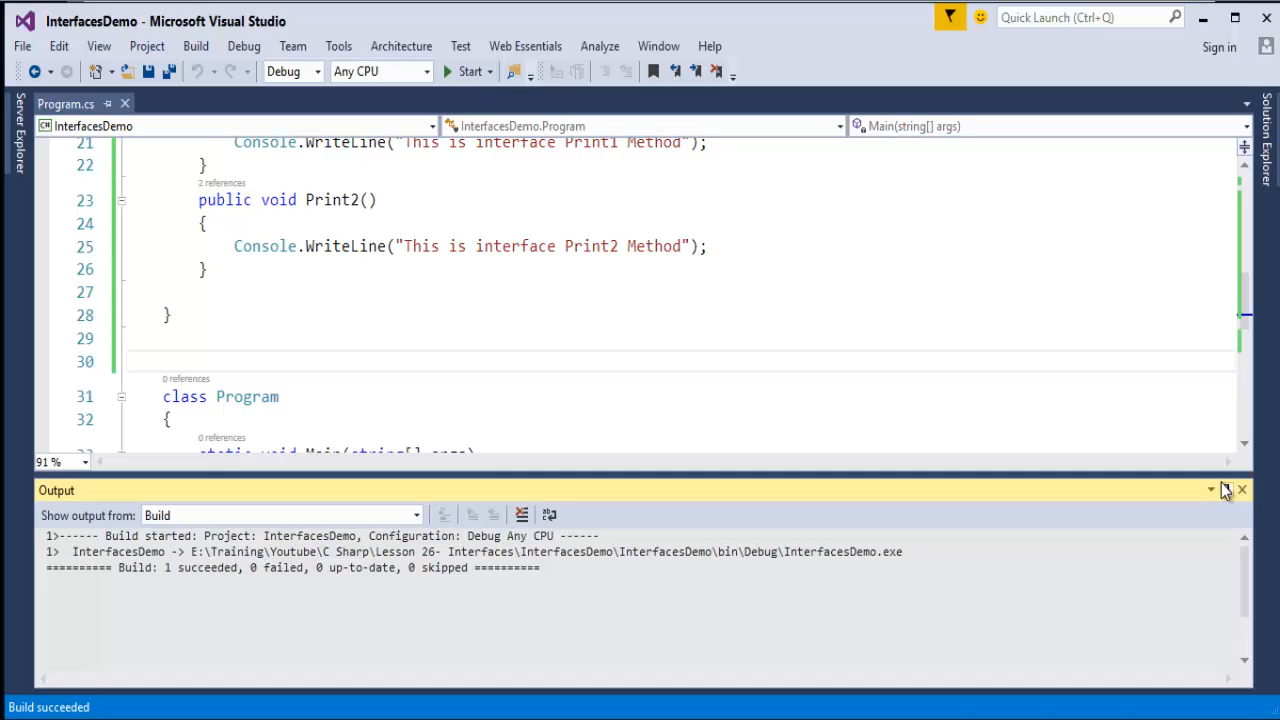 InterfacesDemo - Microsoft Visual Studio
Quick Launch (Ctrl+Q)
File Edit View Project Build Debug Team Tools Architecture Test Web Essentials Analyze Window Help
Sign in
Debug Any CPU Start
Program.cs
InterfacesDemo InterfacesDemo.Program Main(string[] args)
Server Explorer
Solution Explorer
21 Console.WriteLine("This is interface Print1 Method");
22 }
2 references
23 public void Print2()
24 {
25 Console.WriteLine("This is interface Print2 Method");
26 }
27
28 }
29
30
0 references
31 class Program
32 {
0 references
33 static void Main(string[] args)
91 %
Output
Show output from: Build
1>------ Build started: Project: InterfacesDemo, Configuration: Debug Any CPU ------
1> InterfacesDemo -> E:\Training\Youtube\C Sharp\Lesson 26- Interfaces\InterfacesDemo\InterfacesDemo\bin\Debug\InterfacesDemo.exe
========== Build: 1 succeeded, 0 failed, 0 up-to-date, 0 skipped ==========
Build succeeded